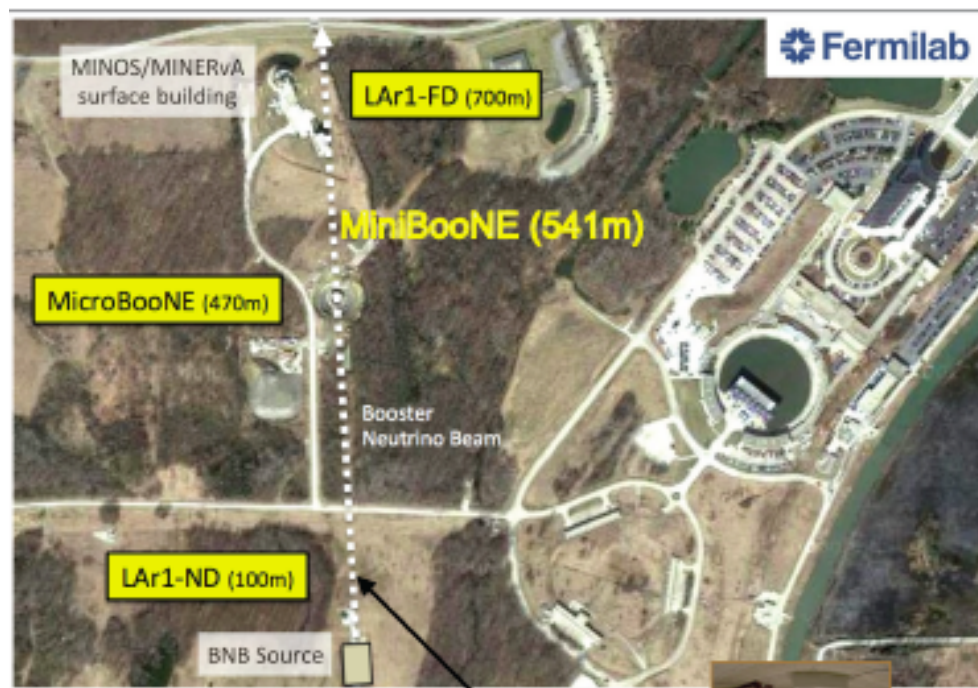 Fermilab
MINOS/MINERvA
surface building
LAr1-FD (700m)
MiniBooNE (541m)
MicroBooNE (470m)
Booster
Neutrino Beam
LAr1-ND (100m)
BNB Source